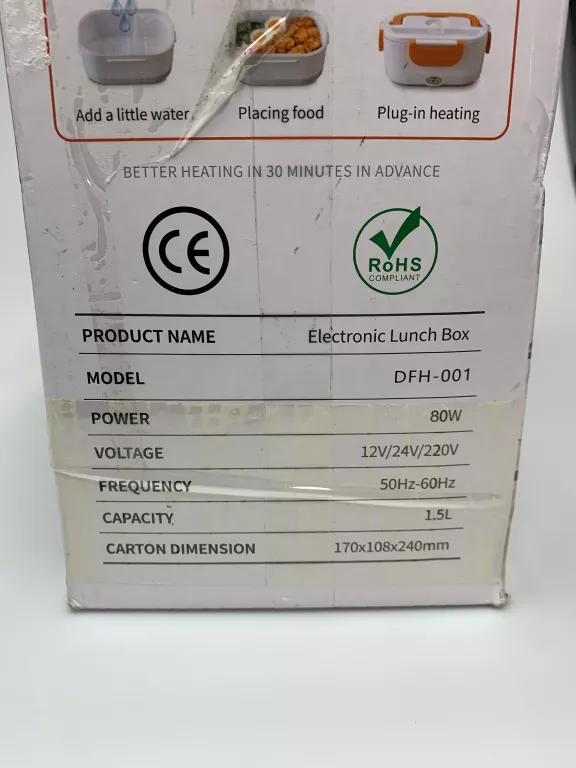 Add a little water
Placing food
Plug-in heating
BETTER HEATING IN 30 MINUTES IN ADVANCE
CE
RoHS
COMPLIANT
PRODUCT NAME Electronic Lunch Box
MODEL DFH-001
POWER 80W
VOLTAGE 12V/24V/220V
FREQUENCY 50Hz-60Hz
CAPACITY 1.5L
CARTON DIMENSION 170x108x240mm